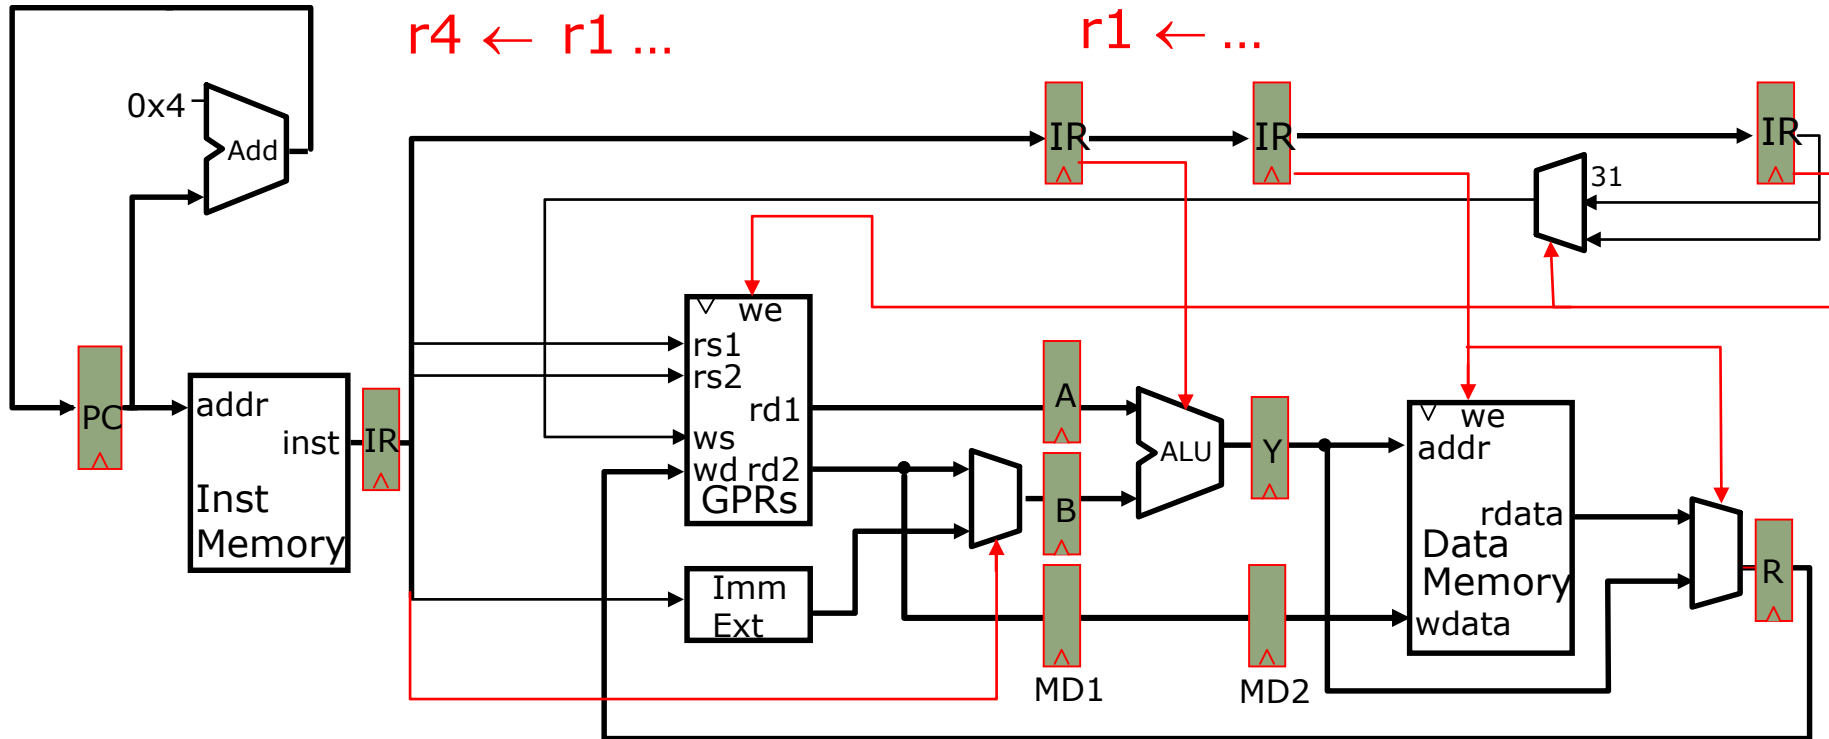 r4 ← r1 ...
r1 ← ...
0x4
Add
IR
IR
IR
31
we
rs1
rs2
rd1
ws
wd rd2
GPRs
PC
addr
inst
Inst
Memory
IR
A
B
ALU
Y
we
addr
rdata
Data
Memory
wdata
R
Imm
Ext
MD1
MD2